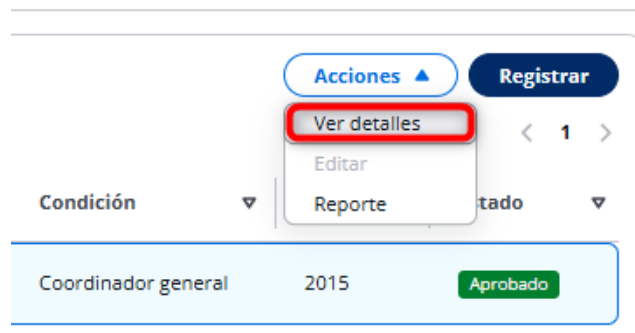 Acciones ▲ Registrar
Ver detalles
< 1 >
Editar
Condición
Reporte
tado
Coordinador general 2015 Aprobado